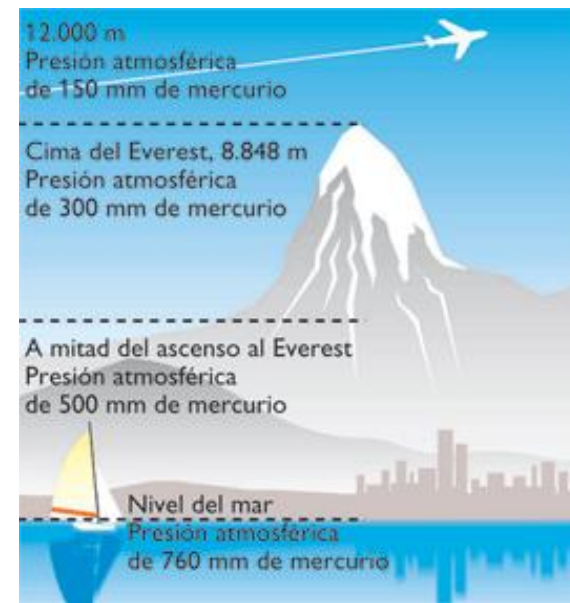 12.000 m
Presión atmosférica
de 150 mm de mercurio
Cima del Everest, 8.848 m
Presión atmosférica
de 300 mm de mercurio
A mitad del ascenso al Everest
Presión atmosférica
de 500 mm de mercurio
Nivel del mar
Presión atmosférica
de 760 mm de mercurio